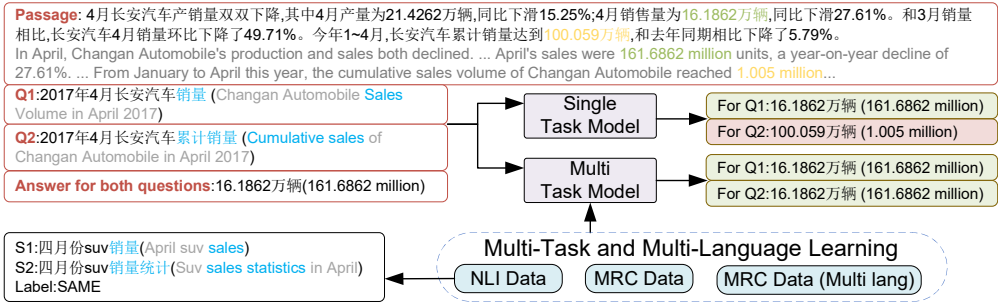 Passage: 4月长安汽车产销量双双下降,其中4月产量为21.4262万辆,同比下滑15.25%;4月销售量为16.1862万辆,同比下滑27.61%。和3月销量
相比,长安汽车4月销量环比下降了49.71%。今年1~4月,长安汽车累计销量达到100.059万辆,和去年同期相比下降了5.79%。
In April, Changan Automobile's production and sales both declined. ... April's sales were 161.6862 million units, a year-on-year decline of
27.61%. ... From January to April this year, the cumulative sales volume of Changan Automobile reached 1.005 million...
Q1:2017年4月长安汽车销量 (Changan Automobile Sales
Volume in April 2017)
Q2:2017年4月长安汽车累计销量 (Cumulative sales of
Changan Automobile in April 2017)
Answer for both questions:16.1862万辆(161.6862 million)
Single
Task Model
Multi
Task Model
For Q1:16.1862万辆 (161.6862 million)
For Q2:100.059万辆 (1.005 million)
For Q1:16.1862万辆 (161.6862 million)
For Q2:16.1862万辆 (161.6862 million)
S1:四月份suv销量(April suv sales)
S2:四月份suv销量统计(Suv sales statistics in April)
Label:SAME
Multi-Task and Multi-Language Learning
NLI Data
MRC Data
MRC Data (Multi lang)